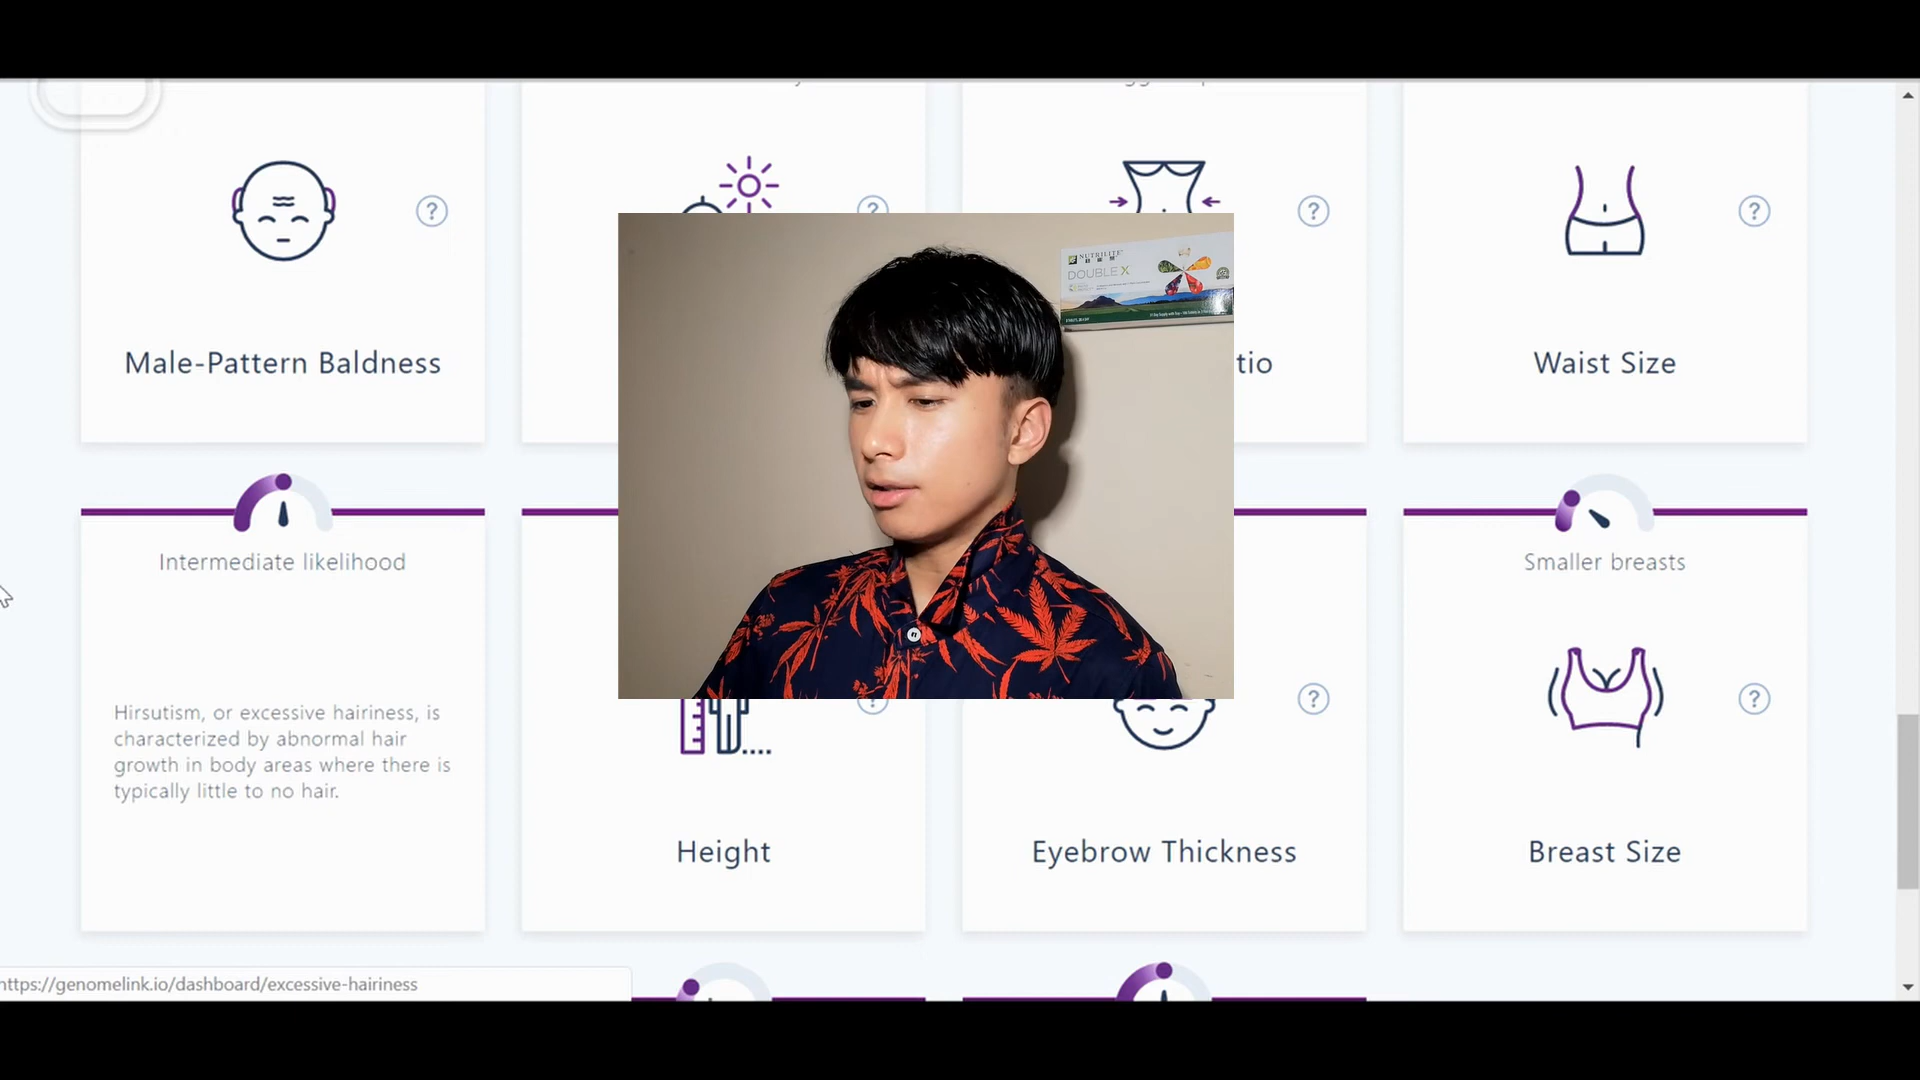 NUTRILITE
DOUBLE X
tio
Male-Pattern Baldness
Waist Size
Intermediate likelihood
Smaller breasts
Hirsutism, or excessive hairiness, is
characterized by abnormal hair
growth in body areas where there is
typically little to no hair.
Height
Eyebrow Thickness
Breast Size
https://genomelink.io/dashboard/excessive-hairiness